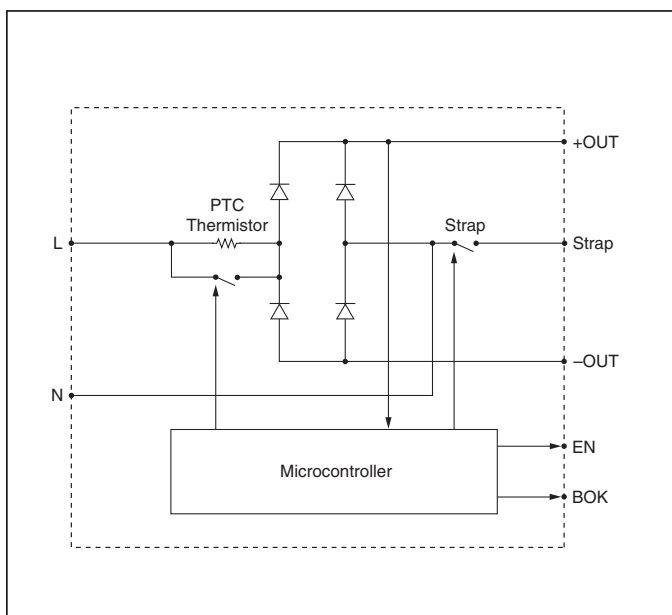 +OUT
PTC
Thermistor
Strap
L
Strap
–OUT
N
EN
Microcontroller
BOK